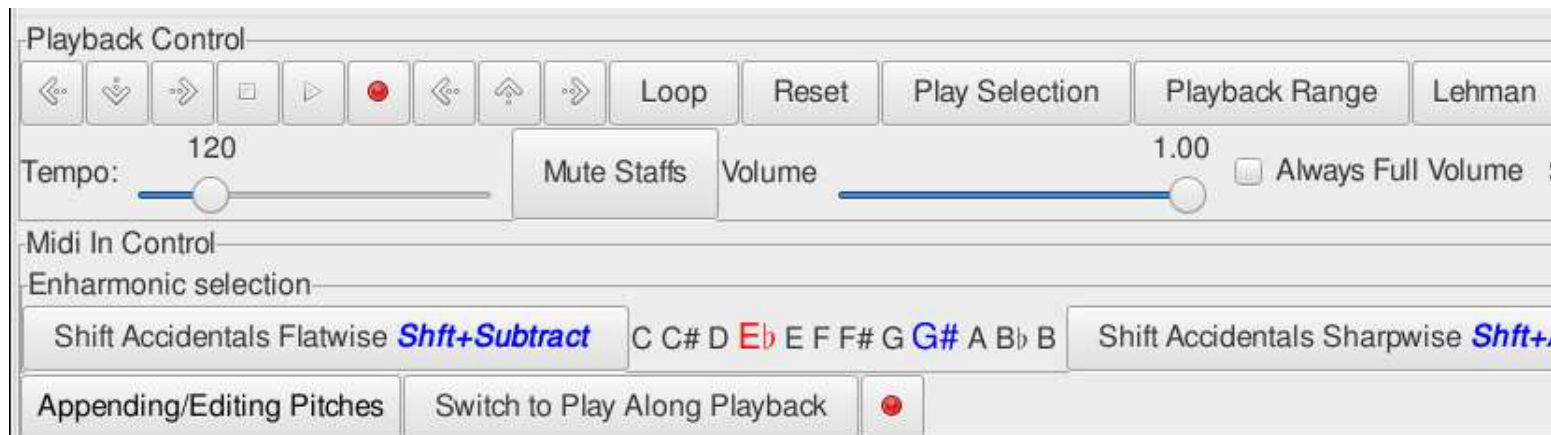 Playback Control
Loop Reset Play Selection Playback Range Lehman
Tempo: 120 Mute Staffs Volume 1.00 Always Full Volume
Midi In Control
Enharmonic selection
Shift Accidentals Flatwise Shft+Subtract C C# D E♭ E F F# G G# A B♭ B Shift Accidentals Sharpwise Shft+
Appending/Editing Pitches Switch to Play Along Playback